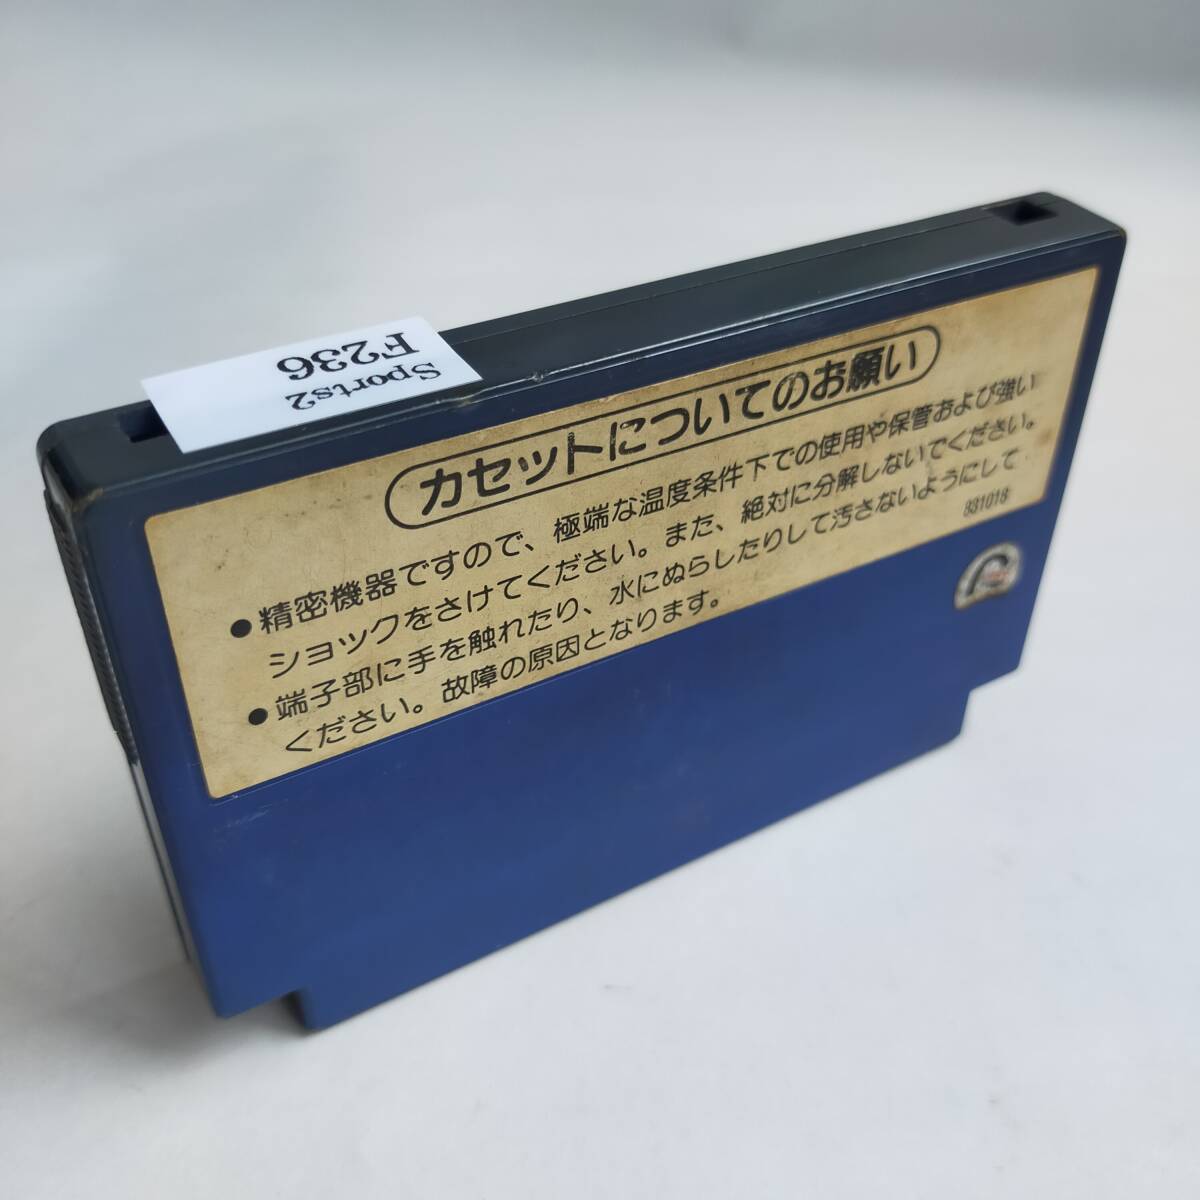 Sports2
F236
カセットについてのお願い
●精密機器ですので、極端な温度条件下での使用や保管および強い
ショックをさけてください。また、絶対に分解しないでください。
●端子部に手を触れたり、水にぬらしたりして汚さないようにして
ください。故障の原因となります。
831018